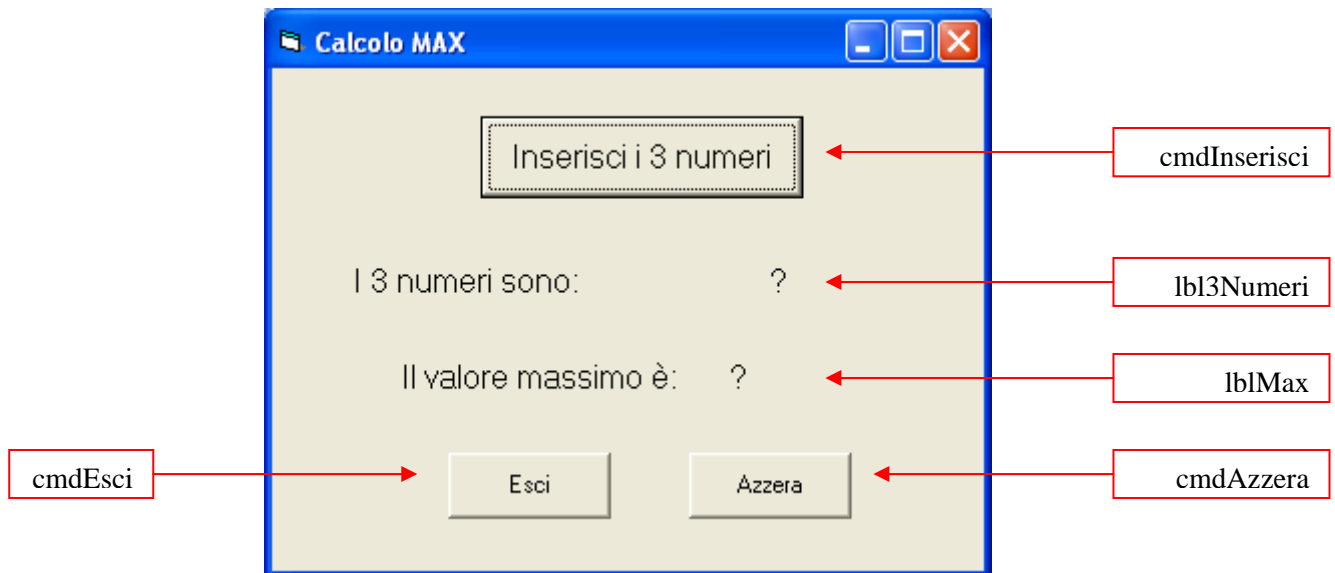 Calcolo MAX
Inserisci i 3 numeri
cmdInserisci
I 3 numeri sono: ?
lbl3Numeri
Il valore massimo è: ?
lblMax
cmdEsci
Esci
Azzera
cmdAzzera